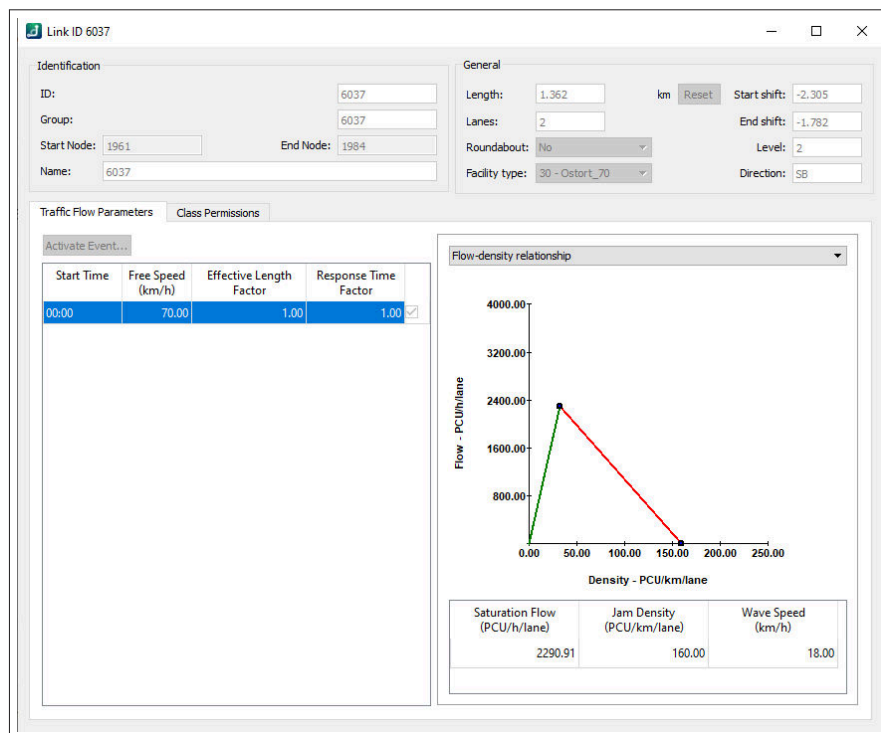 Link ID 6037
Identification
ID: 6037
Group: 6037
Start Node: 1961 End Node: 1984
Name: 6037
General
Length: 1.362 km Reset Start shift: -2.305
Lanes: 2 End shift: -1.782
Roundabout: No Level: 2
Facility type: 30 - Ostort_70 Direction: SB
Traffic Flow Parameters Class Permissions
Activate Event...
Start Time Free Speed (km/h) Effective Length Factor Response Time Factor
00:00 70.00 1.00 1.00
Flow-density relationship
4000.00
3200.00
2400.00
1600.00
800.00
Flow - PCU/h/lane
0.00 50.00 100.00 150.00 200.00 250.00
Density - PCU/km/lane
Saturation Flow (PCU/h/lane) Jam Density (PCU/km/lane) Wave Speed (km/h)
2290.91 160.00 18.00